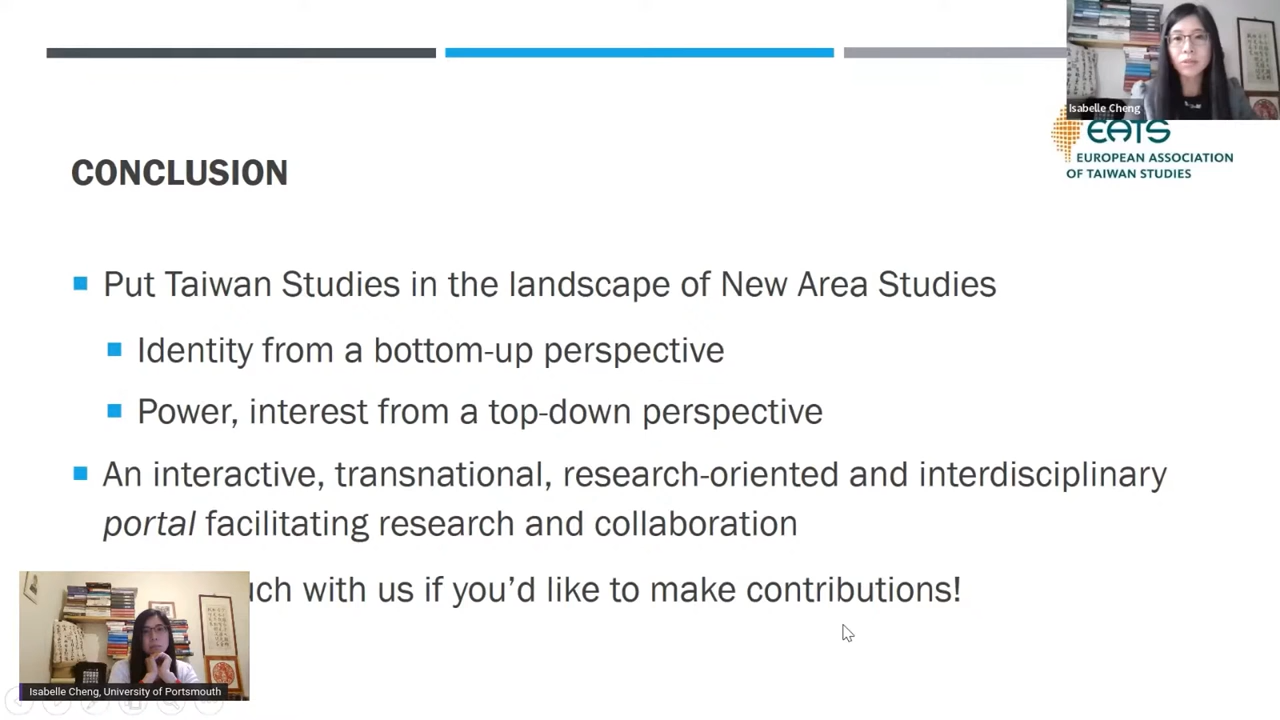 Isabelle Cheng
EATS
EUROPEAN ASSOCIATION
OF TAIWAN STUDIES
CONCLUSION
Put Taiwan Studies in the landscape of New Area Studies
Identity from a bottom-up perspective
Power, interest from a top-down perspective
An interactive, transnational, research-oriented and interdisciplinary
portal facilitating research and collaboration
uch with us if you’d like to make contributions!
Isabelle Cheng, University of Portsmouth